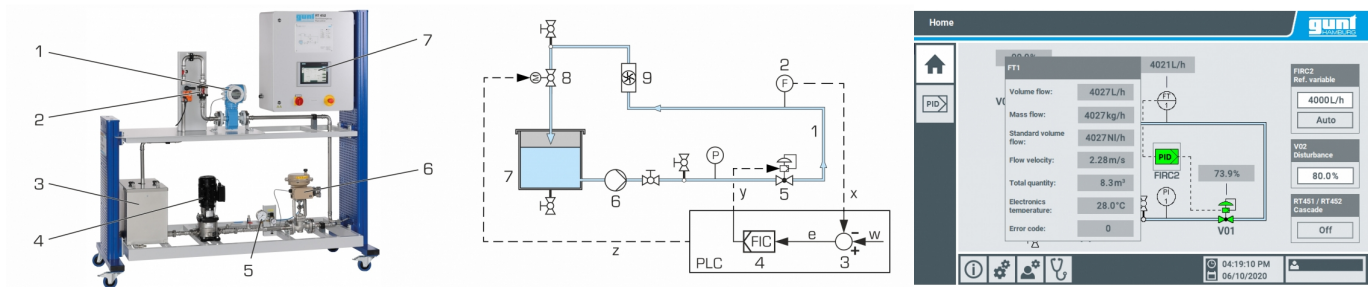 1
2
3
4
5
6
7
gunt
8
9
2
F
1
P
7
6
5
y
x
z
FIC
e
w
PLC
4
3
Home
gunt
HAMBURG
PID
FT1
Volume flow: 4027L/h
Mass flow: 4027kg/h
Standard volume
flow: 4027Nl/h
Flow velocity: 2.28m/s
Total quantity: 8.3m³
Electronics
temperature: 28.0°C
Error code: 0
4021L/h
FT
1
PID
FIRC2
PI
1
73.9%
V01
FIRC2
Ref. variable
4000L/h
Auto
V02
Disturbance
80.0%
RT451 / RT452
Cascade
Off
04:19:10 PM
06/10/2020